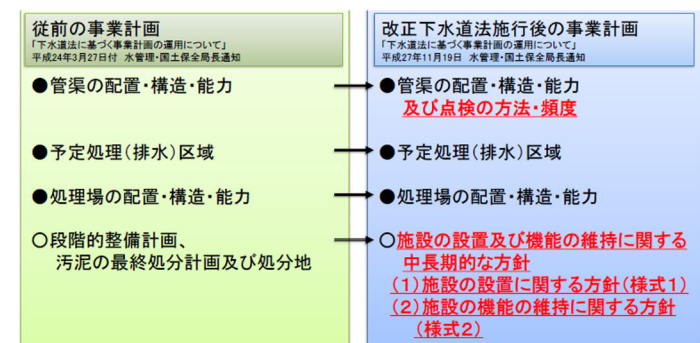 従前の事業計画
「下水道法に基づく事業計画の運用について」
平成24年3月27日付 水管理・国土保全局長通知
●管渠の配置・構造・能力
●予定処理（排水）区域
●処理場の配置・構造・能力
〇段階的整備計画、
汚泥の最終処分計画及び処分地
改正下水道法施行後の事業計画
「下水道法に基づく事業計画の運用について」
平成27年11月19日 水管理・国土保全局長通知
●管渠の配置・構造・能力
及び点検の方法・頻度
●予定処理（排水）区域
●処理場の配置・構造・能力
〇施設の設置及び機能の維持に関する
中長期的な方針
（１）施設の設置に関する方針（様式１）
（２）施設の機能の維持に関する方針
（様式２）